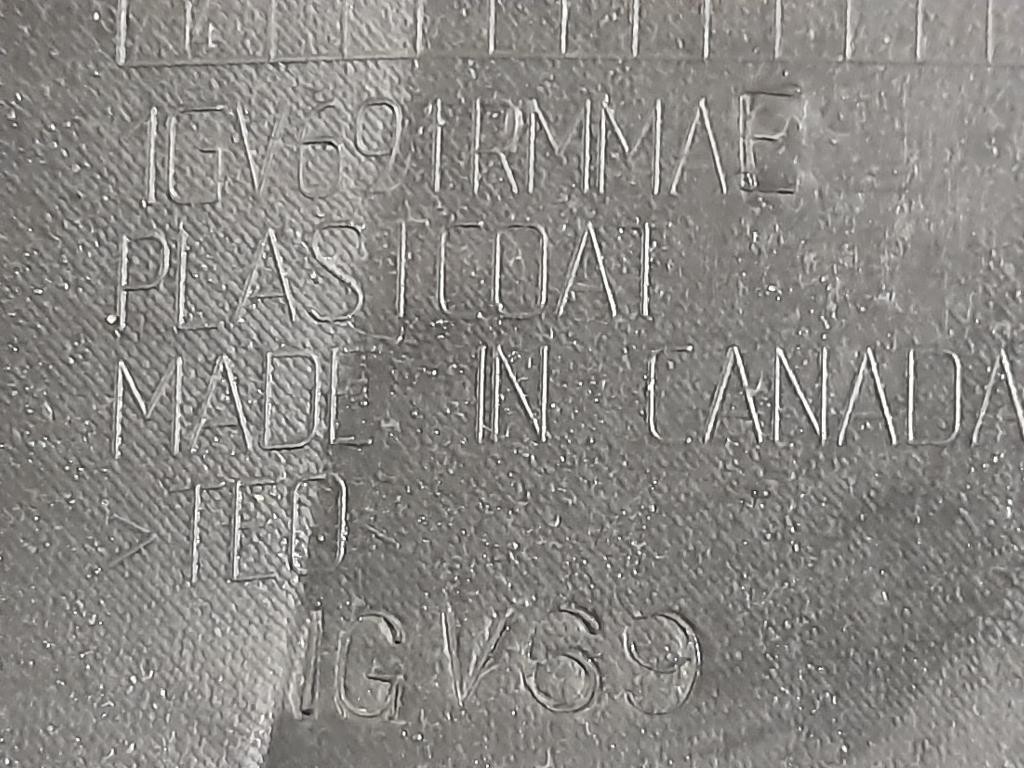 1GV691RMMAE
PLASTCOAT
MADE IN CANADA
>TEO<
1GV69